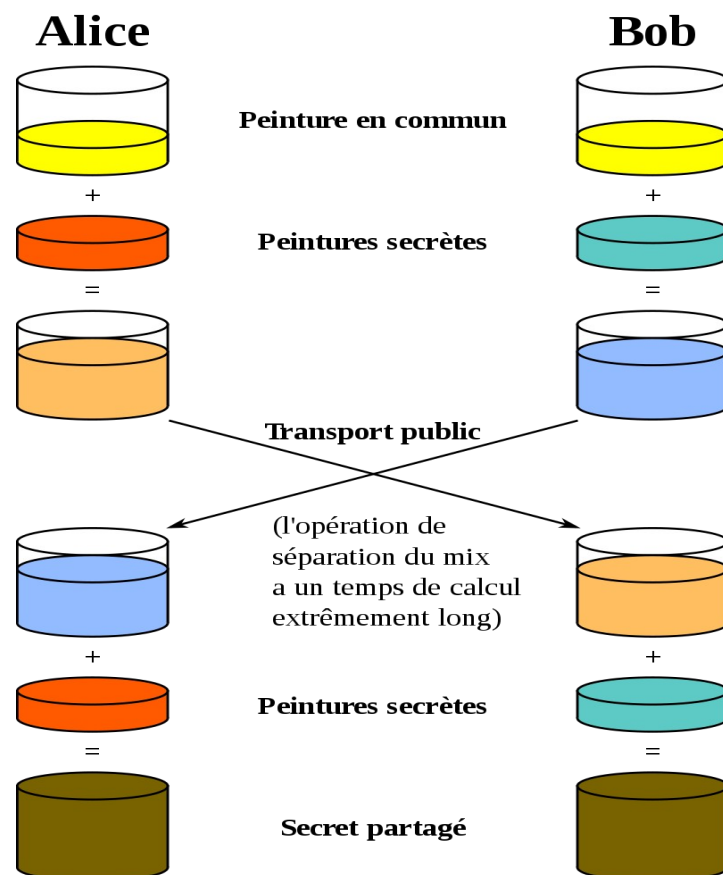 Alice
Bob
Peinture en commun
+
+
Peintures secrètes
=
=
Transport public
(l'opération de
séparation du mix
a un temps de calcul
extrêmement long)
+
+
Peintures secrètes
=
=
Secret partagé